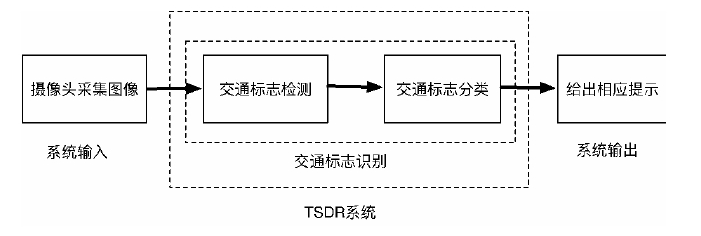 摄像头采集图像
交通标志检测
交通标志分类
给出相应提示
系统输入
系统输出
交通标志识别
TSDR系统